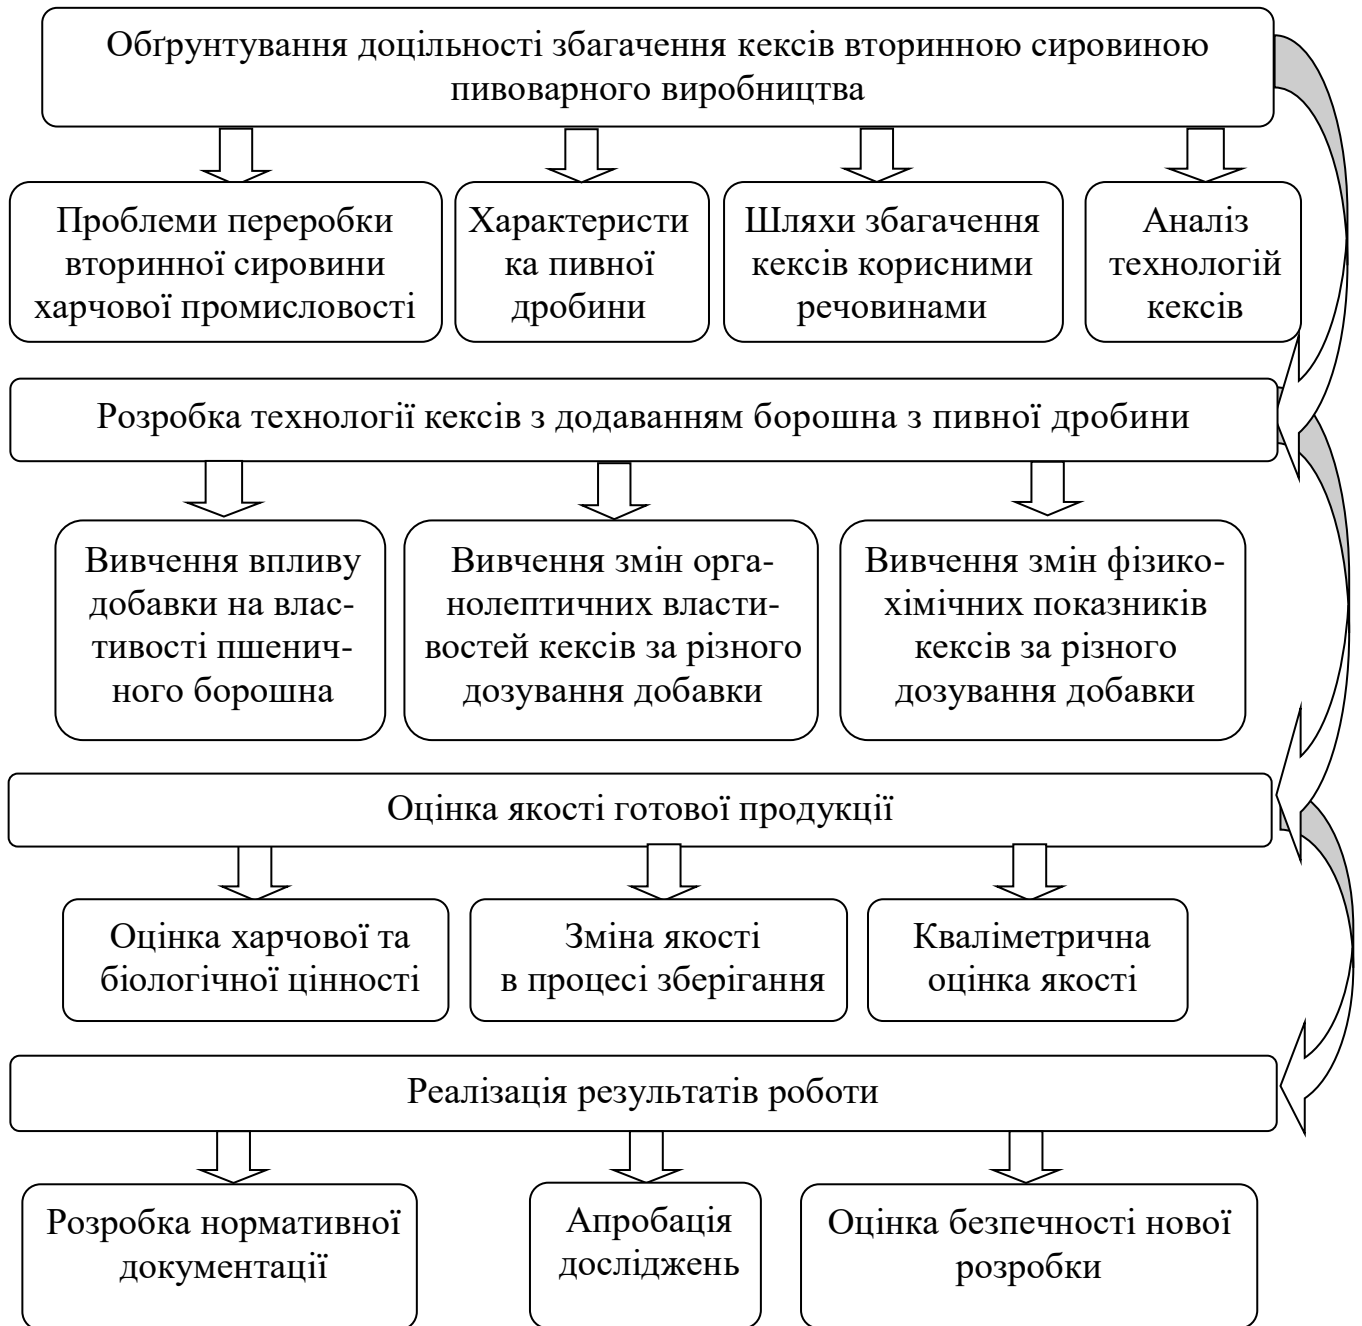 Обґрунтування доцільності збагачення кексів вторинною сировиною
пивоварного виробництва
Проблеми переробки
вторинної сировини
харчової промисловості
Характеристи
ка пивної
дробини
Шляхи збагачення
кексів корисними
речовинами
Аналіз
технологій
кексів
Розробка технології кексів з додаванням борошна з пивної дробини
Вивчення впливу
добавки на влас-
тивості пшенич-
ного борошна
Вивчення змін орга-
нолептичних власти-
востей кексів за різного
дозування добавки
Вивчення змін фізико-
хімічних показників
кексів за різного
дозування добавки
Оцінка якості готової продукції
Оцінка харчової та
біологічної цінності
Зміна якості
в процесі зберігання
Кваліметрична
оцінка якості
Реалізація результатів роботи
Розробка нормативної
документації
Апробація
досліджень
Оцінка безпечності нової
розробки